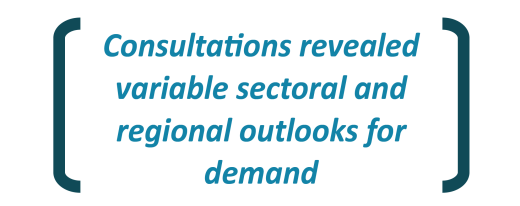 Consultations revealed
variable sectoral and
regional outlooks for
demand